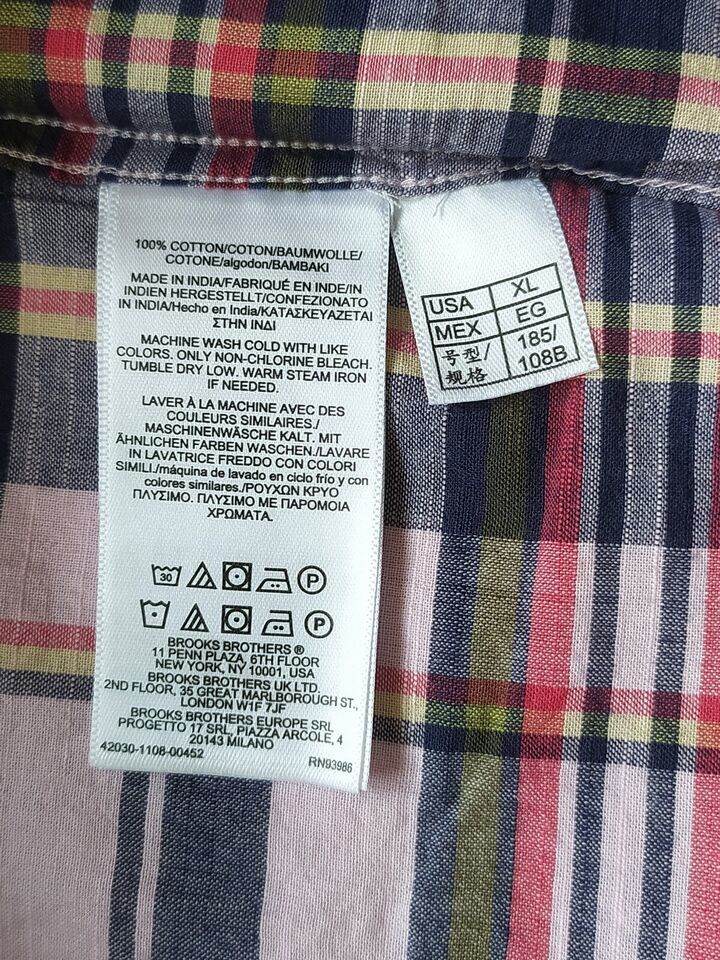 100% COTTON/COTON/BAUMWOLLE/
COTONE/algodon/BAMBAKI
MADE IN INDIA/FABRIQUÉ EN INDE/IN
INDIEN HERGESTELLT/CONFEZIONATO
IN INDIA/Hecho en India/ΚΑΤΑΣΚΕΥΑΖΕΤΑΙ
ΣΤΗΝ ΙΝΔΙ
MACHINE WASH COLD WITH LIKE
COLORS. ONLY NON-CHLORINE BLEACH.
TUMBLE DRY LOW. WARM STEAM IRON
IF NEEDED.
LAVER À LA MACHINE AVEC DES
COULEURS SIMILAIRES./
MASCHINENWÄSCHE KALT. MIT
ÄHNLICHEN FARBEN WASCHEN./LAVARE
IN LAVATRICE FREDDO CON COLORI
SIMILI./máquina de lavado en ciclo frío y con
colores similares./ΡΟΥΧΩΝ ΚΡΥΟ
ΠΛΥΣΙΜΟ. ΠΛΥΣΙΜΟ ΜΕ ΠΑΡΟΜΟΙΑ
ΧΡΩΜΑΤΑ.
30 P
P
BROOKS BROTHERS ®
11 PENN PLAZA, 6TH FLOOR
NEW YORK, NY 10001, USA
BROOKS BROTHERS UK LTD.
2ND FLOOR, 35 GREAT MARLBOROUGH ST.,
LONDON W1F 7JF
BROOKS BROTHERS EUROPE SRL
PROGETTO 17 SRL, PIAZZA ARCOLE, 4
20143 MILANO
42030-1108-00452 RN93986
USA XL
MEX EG
号型/ 185/
规格 108B